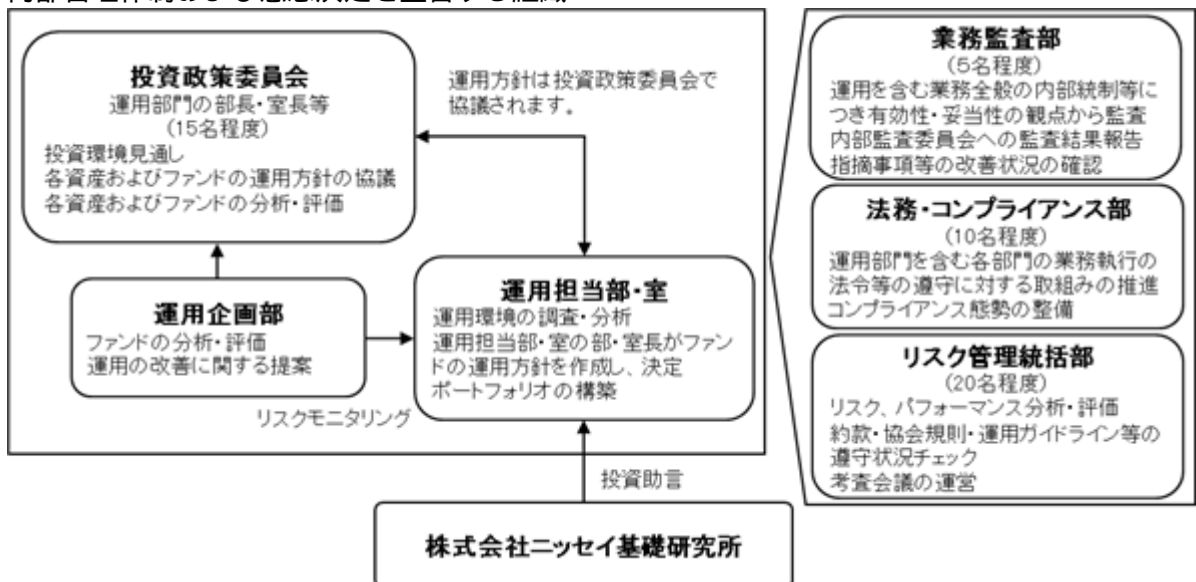 投資政策委員会
運用部門の部長・室長等
(15名程度)
投資環境見通し
各資産およびファンドの運用方針の協議
各資産およびファンドの分析・評価
運用方針は投資政策委員会で
協議されます。
運用企画部
ファンドの分析・評価
運用の改善に関する提案
リスクモニタリング
運用担当部・室
運用環境の調査・分析
運用担当部・室の部・室長がファン
ドの運用方針を作成し、決定
ポートフォリオの構築
投資助言
株式会社ニッセイ基礎研究所
業務監査部
(5名程度)
運用を含む業務全般の内部統制等に
つき有効性・妥当性の観点から監査
内部監査委員会への監査結果報告
指摘事項等の改善状況の確認
法務・コンプライアンス部
(10名程度)
運用部門を含む各部門の業務執行の
法令等の遵守に対する取組みの推進
コンプライアンス態勢の整備
リスク管理統括部
(20名程度)
リスク、パフォーマンス分析・評価
約款・協会規則・運用ガイドライン等の
遵守状況チェック
考査会議の運営